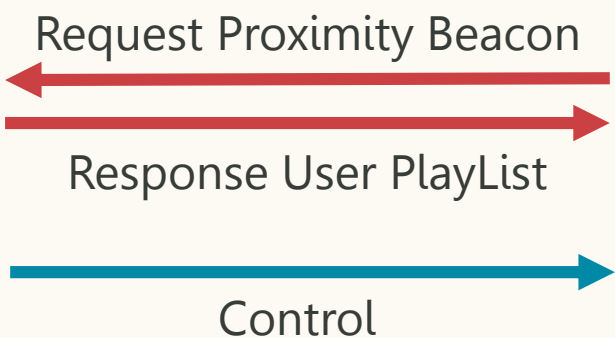 Request Proximity Beacon
Response User PlayList
Control